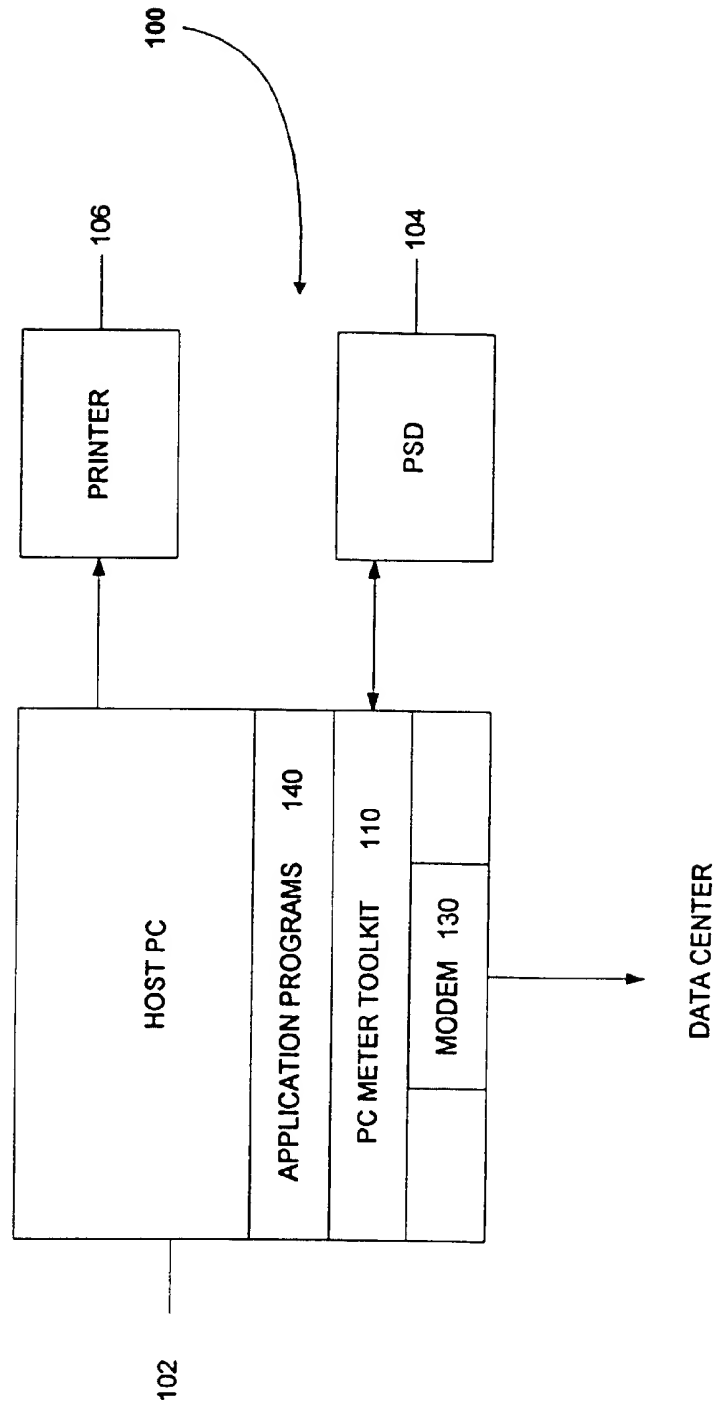 100
106
PRINTER
104
PSD
HOST PC
APPLICATION PROGRAMS 140
PC METER TOOLKIT 110
MODEM 130
102
DATA CENTER